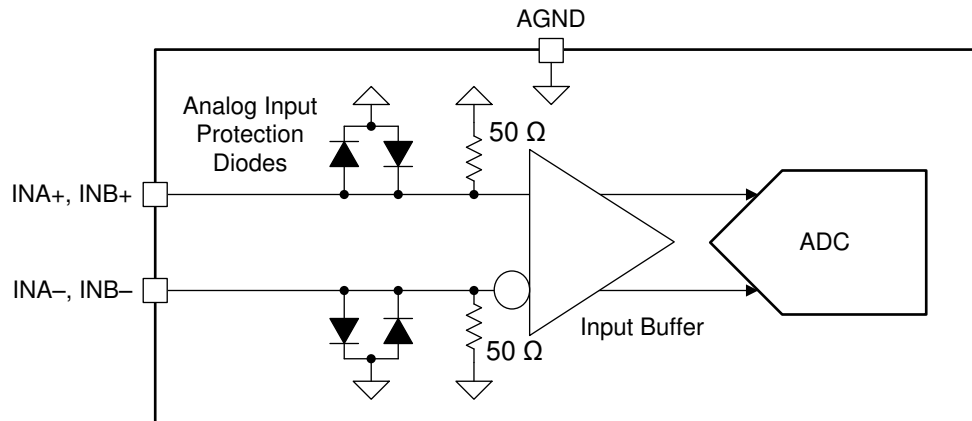 AGND
Analog Input
Protection
Diodes
50 Ω
INA+, INB+
ADC
INA–, INB–
Input Buffer
50 Ω